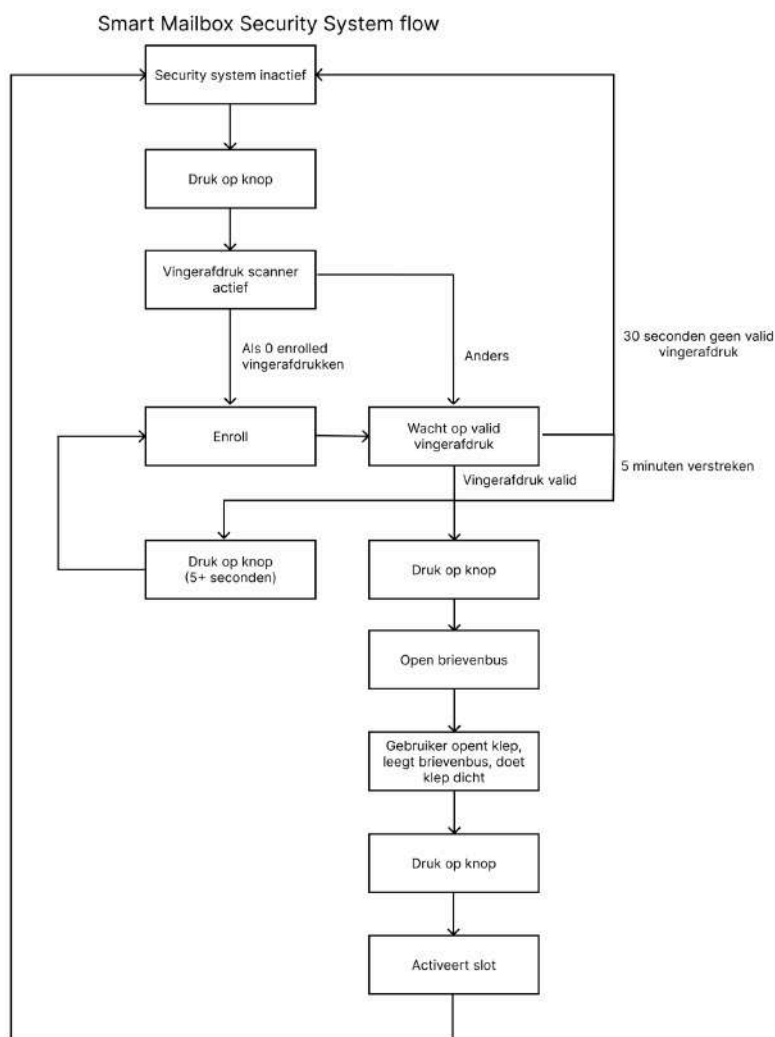 Smart Mailbox Security System flow
Security system inactief
Druk op knop
Vingerafdruk scanner
actief
Als 0 enrolled
vingerafdrukken
Anders
30 seconden geen valid
vingerafdruk
Enroll
Wacht op valid
vingerafdruk
5 minuten verstreken
Vingerafdruk valid
Druk op knop
(5+ seconden)
Druk op knop
Open brievenbus
Gebruiker opent klep,
leegt brievenbus, doet
klep dicht
Druk op knop
Activeert slot